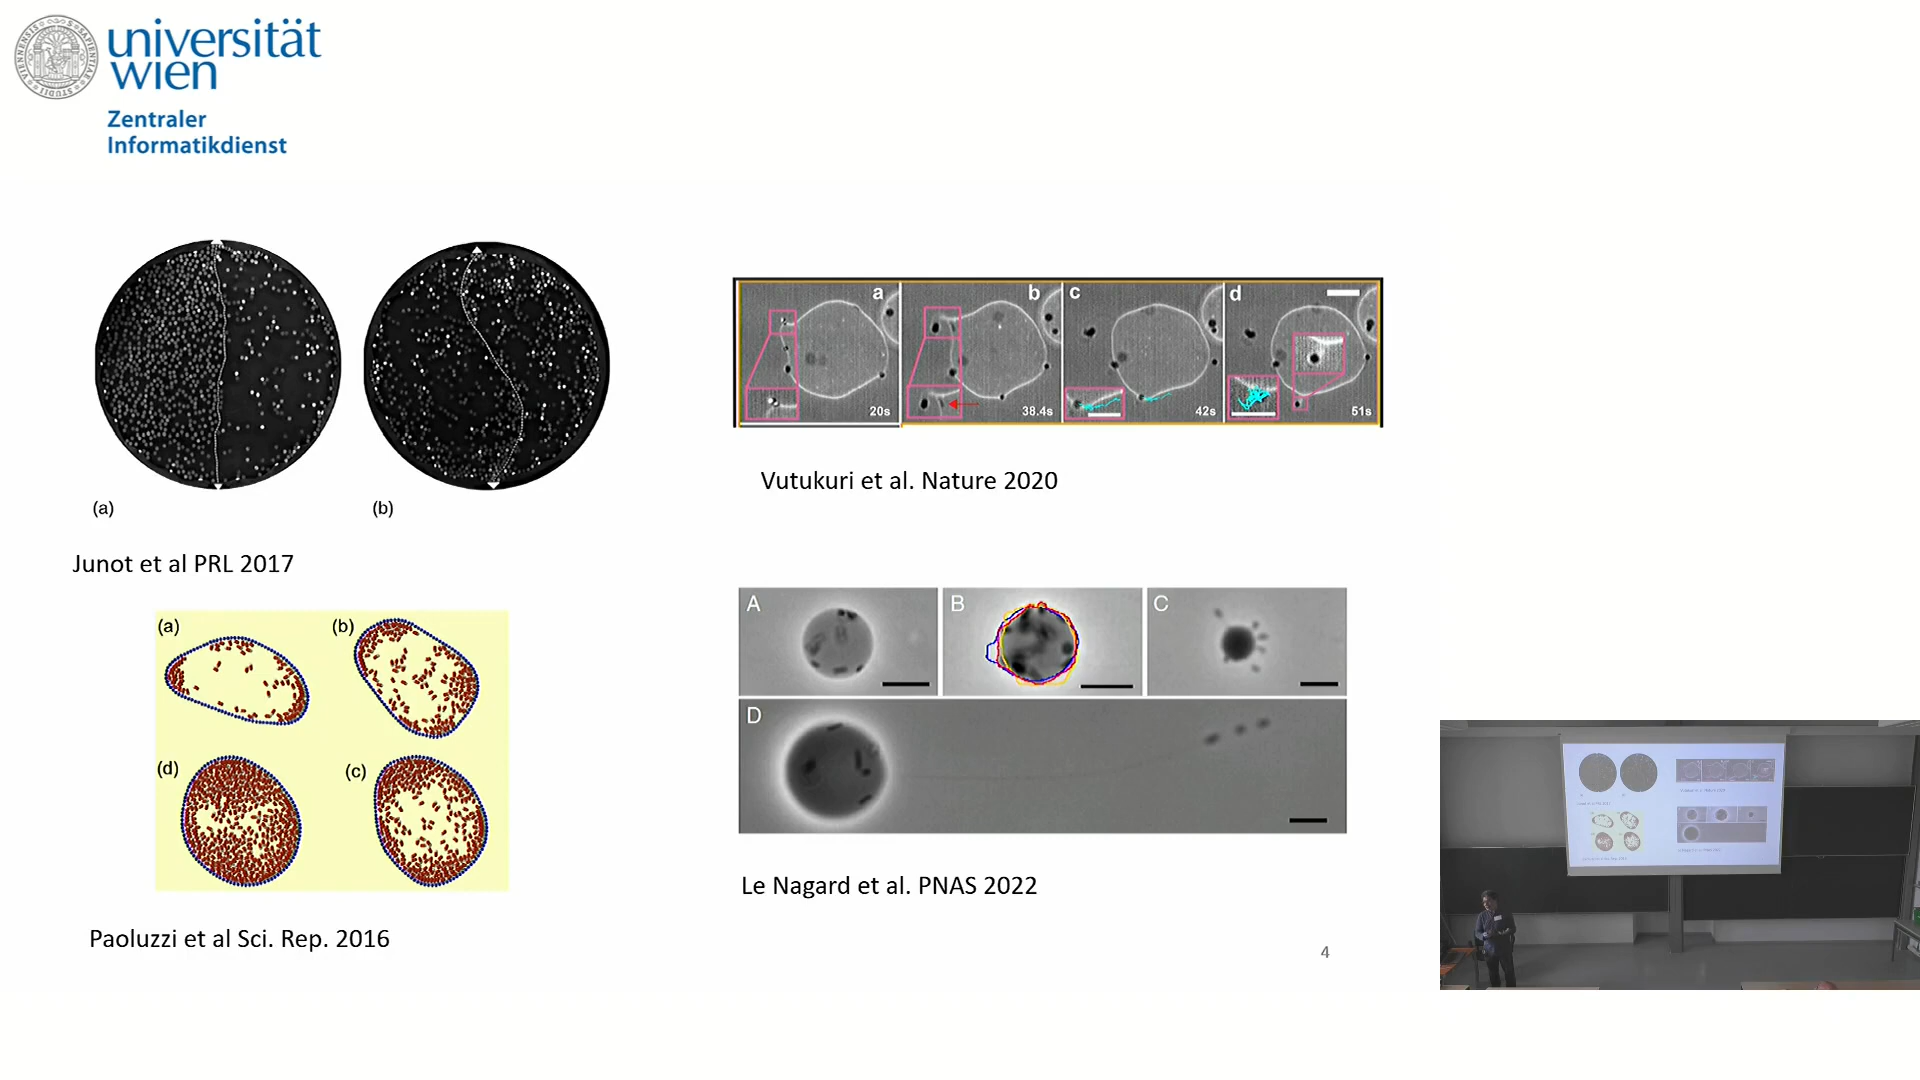 universität
wien
Zentraler
Informatikdienst
(a)
(b)
Junot et al PRL 2017
(a)
(b)
(d)
(c)
Paoluzzi et al Sci. Rep. 2016
a
b
c
d
20s
38.4s
42s
51s
Vutukuri et al. Nature 2020
A
B
C
D
Le Nagard et al. PNAS 2022
4